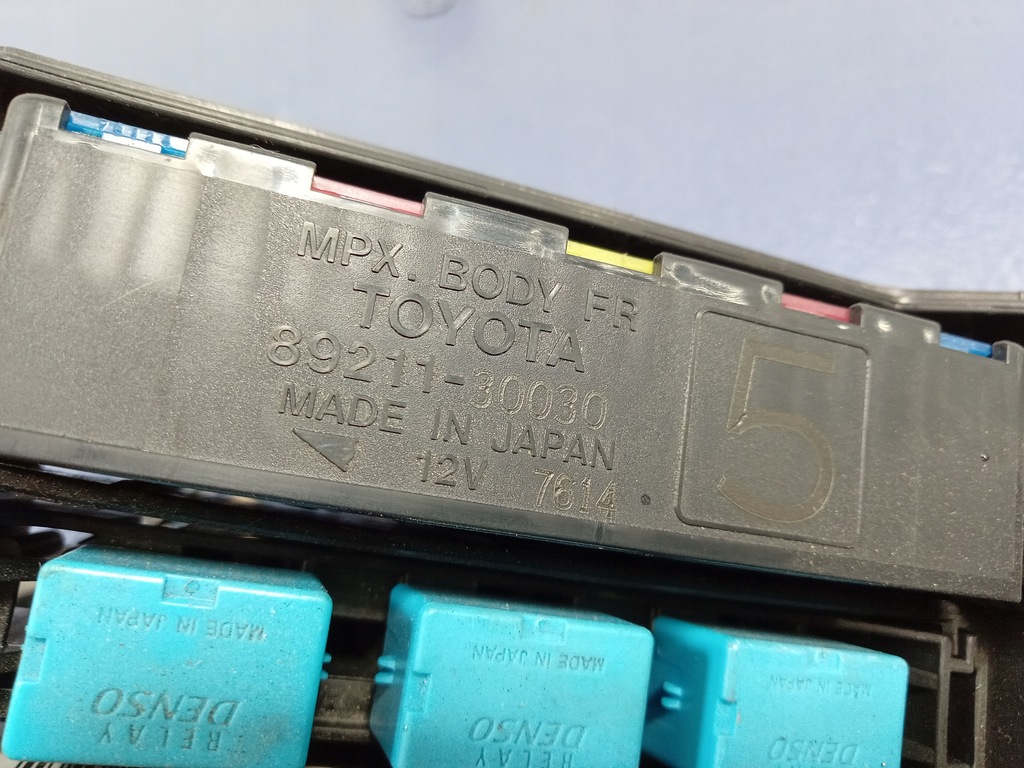 MPX. BODY FR
TOYOTA
89211-30030
MADE IN JAPAN
12V 7614
5
MADE IN JAPAN
DENSO
RELAY
MADE IN JAPAN
DENSO
RELAY
MADE IN JAPAN
DENSO